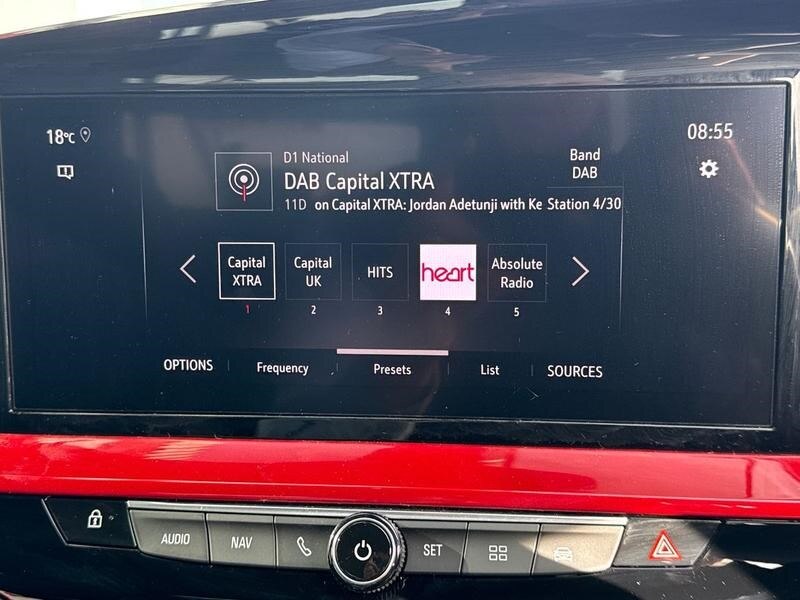 18°C
08:55
D1 National
DAB Capital XTRA
11D on Capital XTRA: Jordan Adetunji with Ke
Band
DAB
Station 4/30
Capital
XTRA
1
Capital
UK
2
HITS
3
heart
4
Absolute
Radio
5
OPTIONS
Frequency
Presets
List
SOURCES
AUDIO
NAV
SET